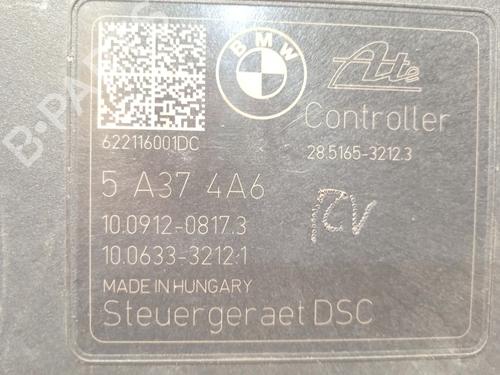 BMW
Ate
Controller
622116001DC
28.5165-3212.3
5 A37 4A6
10.0912-0817.3
10.0633-3212.1
MADE IN HUNGARY
Steuergeraet DSC
B-PARTS